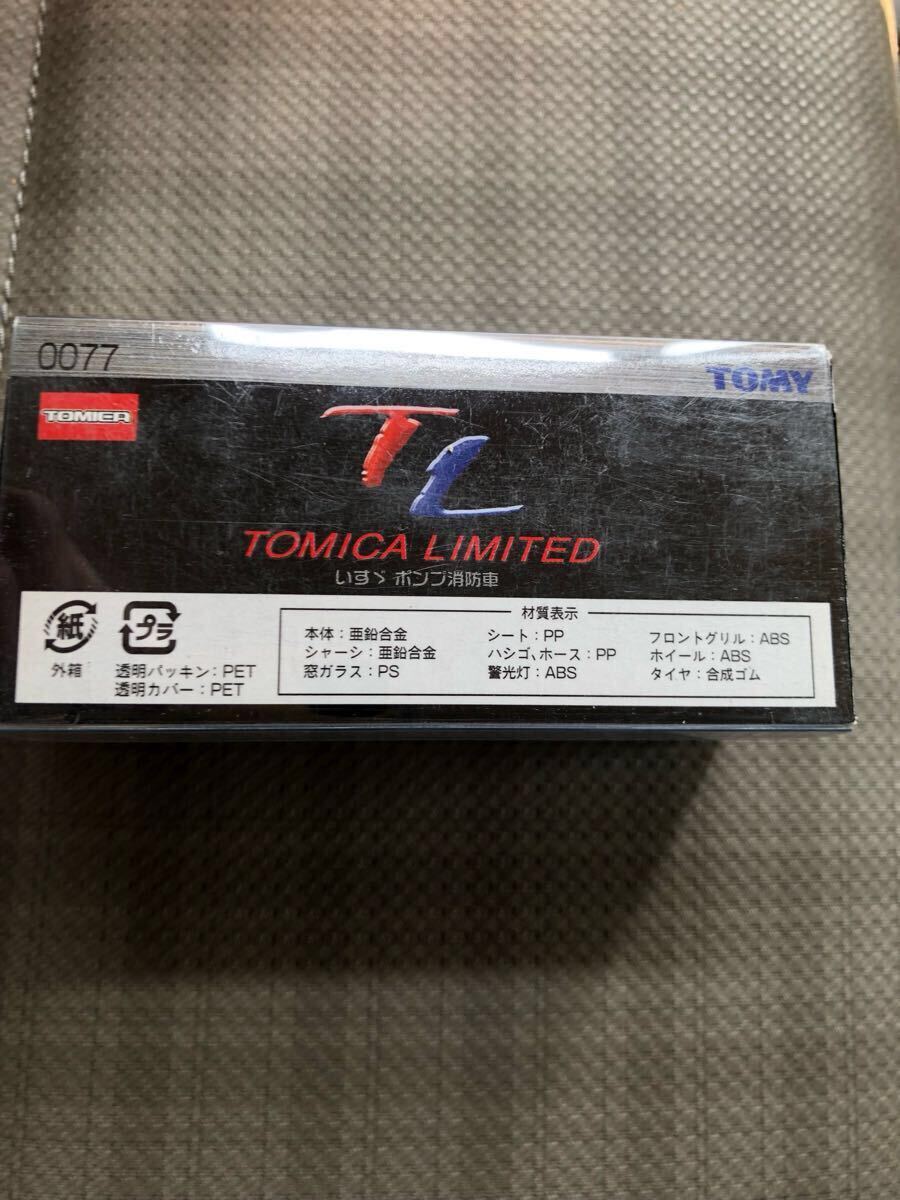 0077
TOMY
TOMICA
TL
TOMICA LIMITED
いすゞ ポンプ消防車
紙
外箱
プラ
透明パッキン：PET
透明カバー：PET
材質表示
本体：亜鉛合金
シャーシ：亜鉛合金
窓ガラス：PS
シート：PP
ハシゴ、ホース：PP
警光灯：ABS
フロントグリル：ABS
ホイール：ABS
タイヤ：合成ゴム